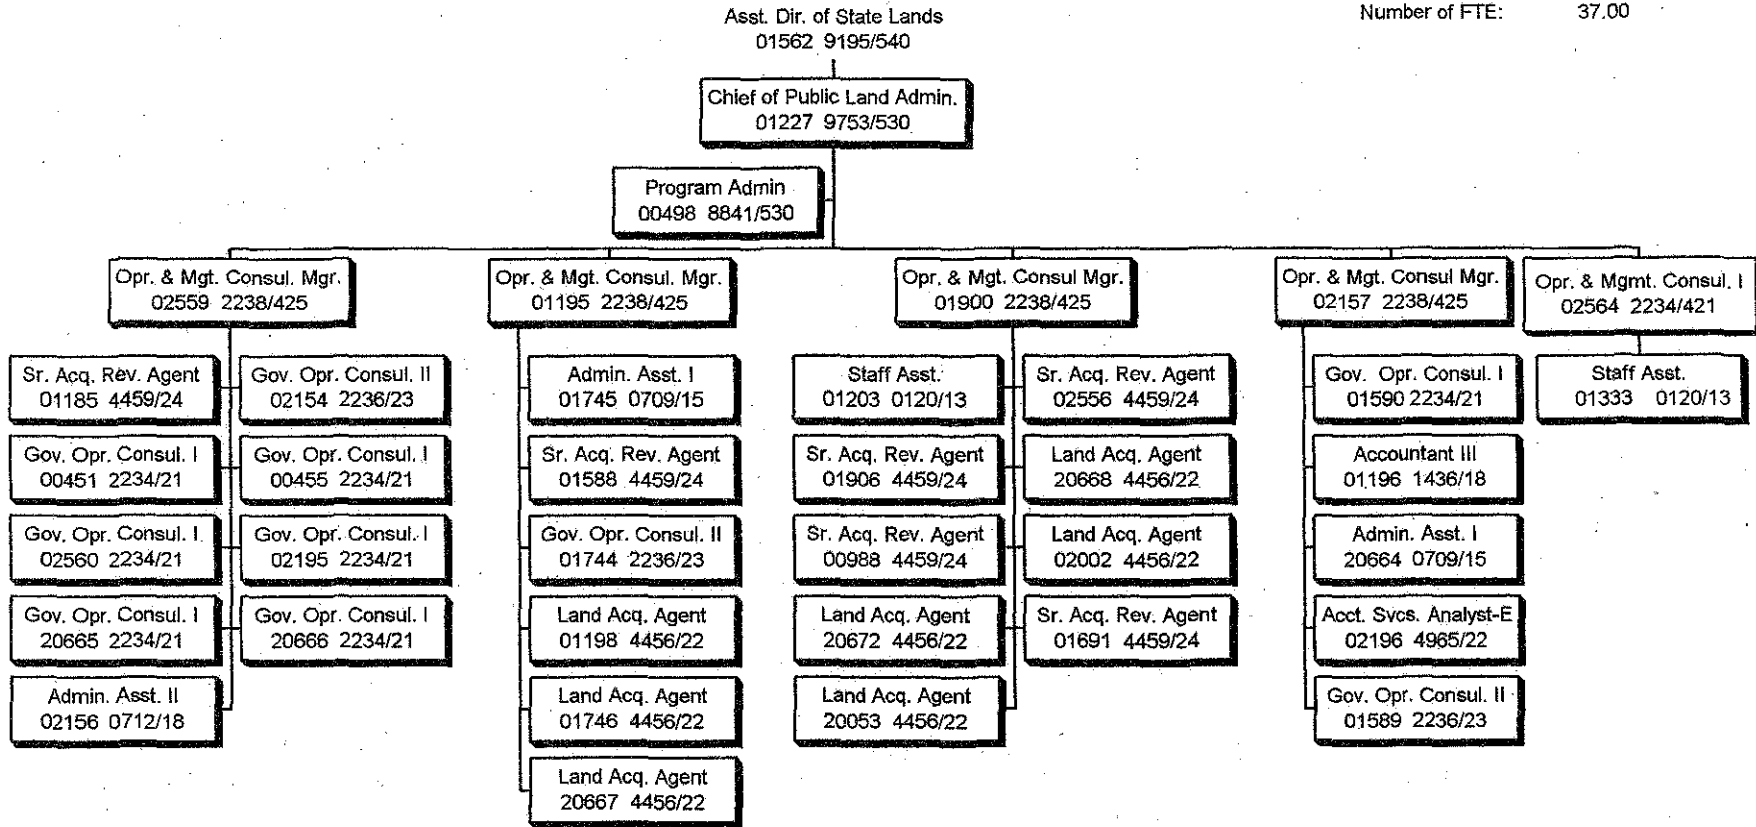 Asst. Dir. of State Lands
01562 9195/540
Number of FTE: 37.00
Chief of Public Land Admin.
01227 9753/530
Program Admin
00498 8841/530
Opr. & Mgt. Consul. Mgr.
02559 2238/425
Opr. & Mgt. Consul. Mgr.
01195 2238/425
Opr. & Mgt. Consul Mgr.
01900 2238/425
Opr. & Mgt. Consul Mgr.
02157 2238/425
Opr. & Mgmt. Consul. I
02564 2234/421
Sr. Acq. Rev. Agent
01185 4459/24
Gov. Opr. Consul. II
02154 2236/23
Gov. Opr. Consul. I
00451 2234/21
Gov. Opr. Consul. I
00455 2234/21
Gov. Opr. Consul. I
02560 2234/21
Gov. Opr. Consul. I
02195 2234/21
Gov. Opr. Consul. I
20665 2234/21
Gov. Opr. Consul. I
20666 2234/21
Admin. Asst. II
02156 0712/18
Admin. Asst. I
01745 0709/15
Sr. Acq. Rev. Agent
01588 4459/24
Gov. Opr. Consul. II
01744 2236/23
Land Acq. Agent
01198 4456/22
Land Acq. Agent
01746 4456/22
Land Acq. Agent
20667 4456/22
Staff Asst.
01203 0120/13
Sr. Acq. Rev. Agent
02556 4459/24
Sr. Acq. Rev. Agent
01906 4459/24
Land Acq. Agent
20668 4456/22
Sr. Acq. Rev. Agent
00988 4459/24
Land Acq. Agent
02002 4456/22
Land Acq. Agent
20672 4456/22
Sr. Acq. Rev. Agent
01691 4459/24
Land Acq. Agent
20053 4456/22
Gov. Opr. Consul. I
01590 2234/21
Accountant III
01196 1436/18
Admin. Asst. I
20664 0709/15
Acct. Svcs. Analyst-E
02196 4965/22
Gov. Opr. Consul. II
01589 2236/23
Staff Asst.
01333 0120/13